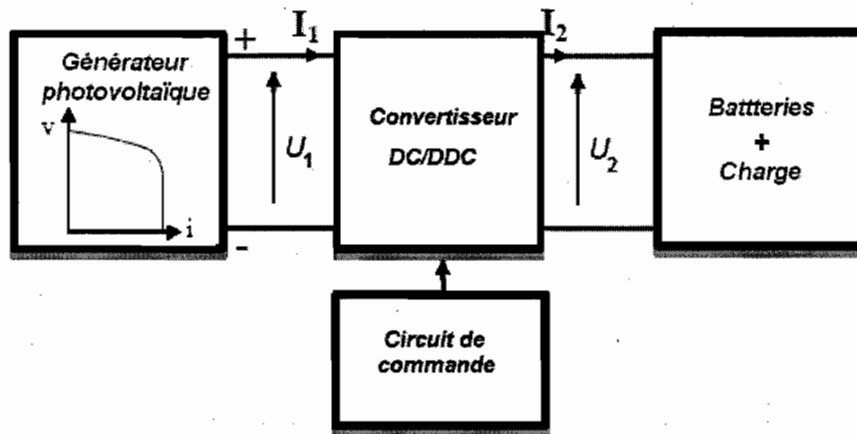 Générateur
photovoltaïque
v
i
+
-
I1
U1
Convertisseur
DC/DDC
I2
U2
Battteries
+
Charge
Circuit de
commande